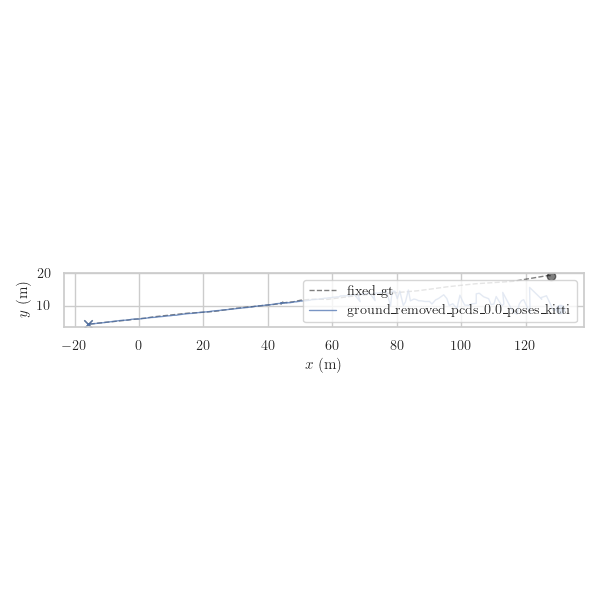 20
10
y (m)
fixed_gt
ground_removed_pcds_0.0_poses_kitti
−20 0 20 40 60 80 100 120
x (m)